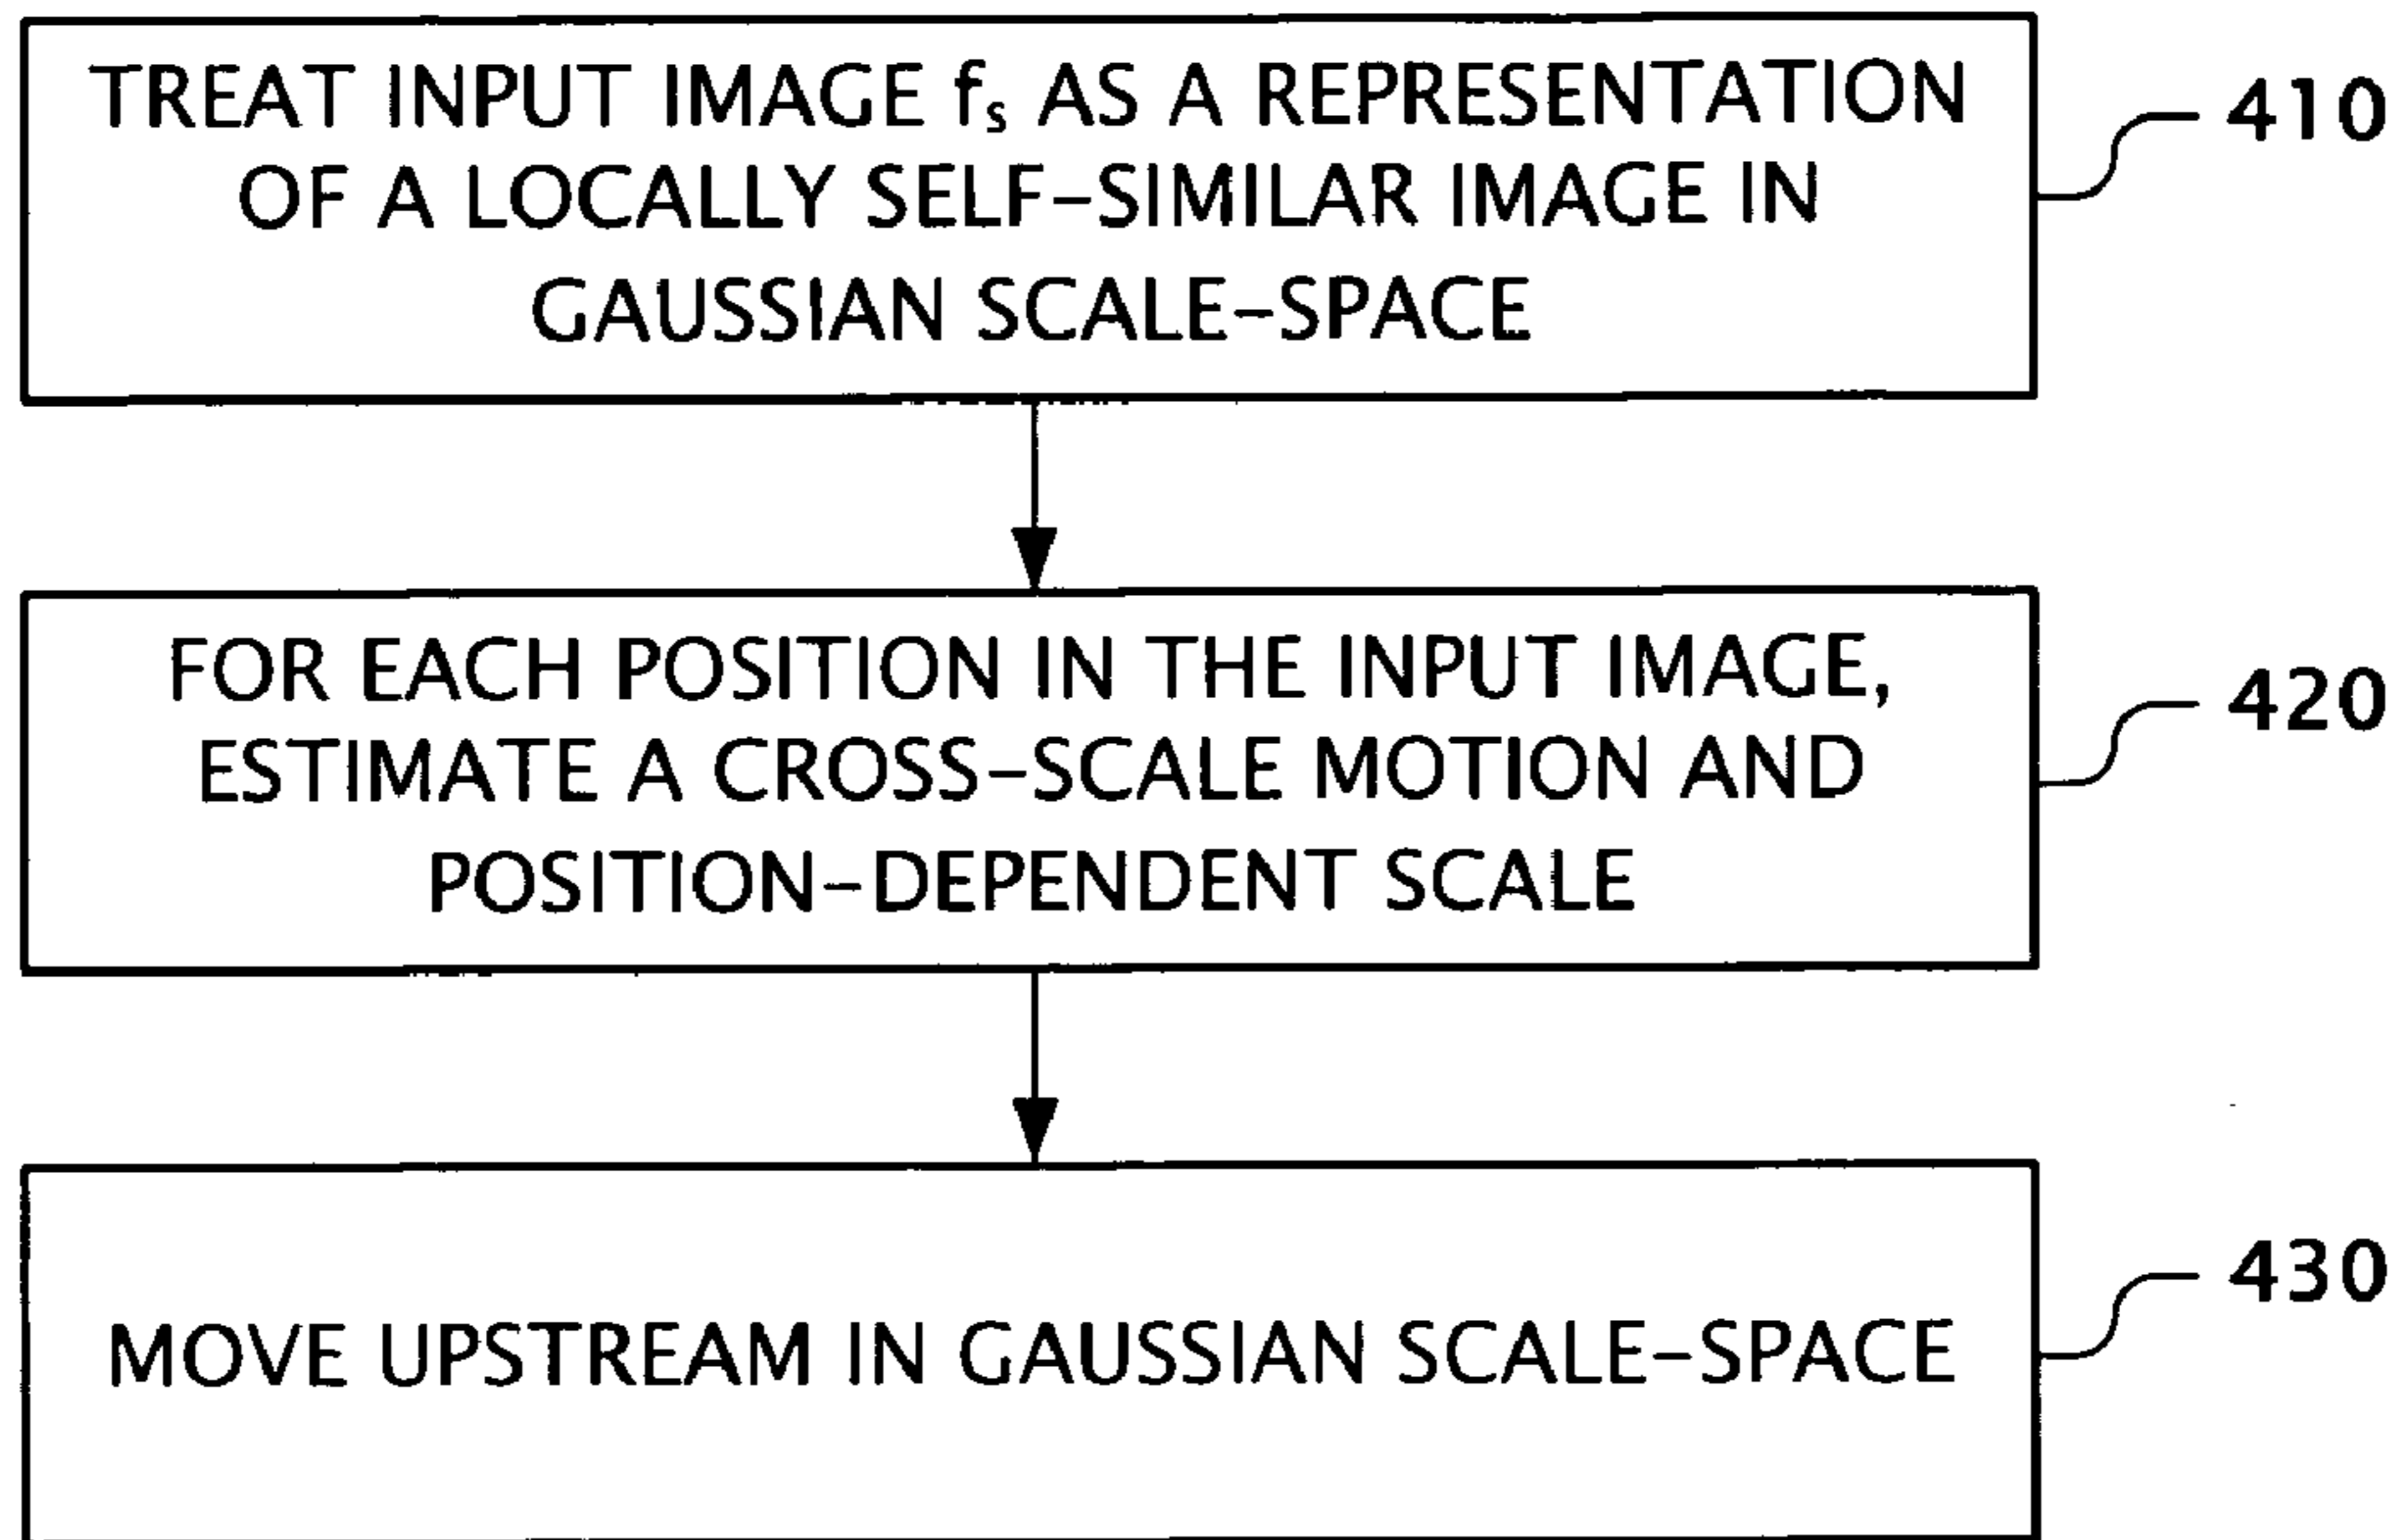 TREAT INPUT IMAGE fs AS A REPRESENTATION
OF A LOCALLY SELF-SIMILAR IMAGE IN
GAUSSIAN SCALE-SPACE
410
FOR EACH POSITION IN THE INPUT IMAGE,
ESTIMATE A CROSS-SCALE MOTION AND
POSITION-DEPENDENT SCALE
420
MOVE UPSTREAM IN GAUSSIAN SCALE-SPACE
430